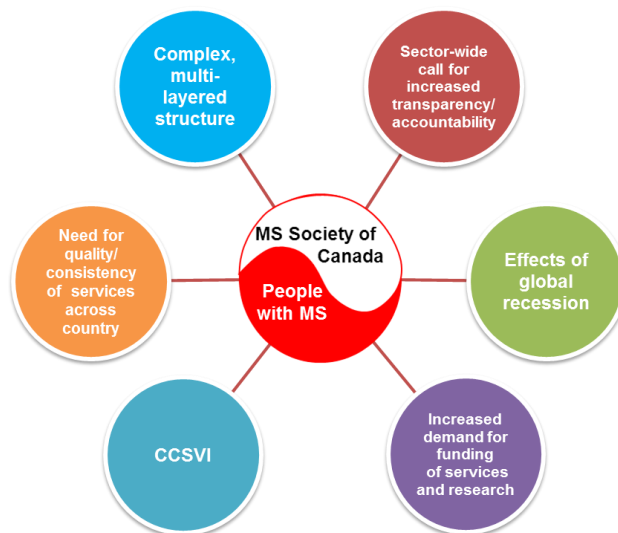 Complex,
multi-
layered
structure
Sector-wide
call for
increased
transparency/
accountability
Need for
quality/
consistency
of services
across
country
MS Society of
Canada
People
with MS
Effects of
global
recession
CCSVI
Increased
demand for
funding
of services
and research